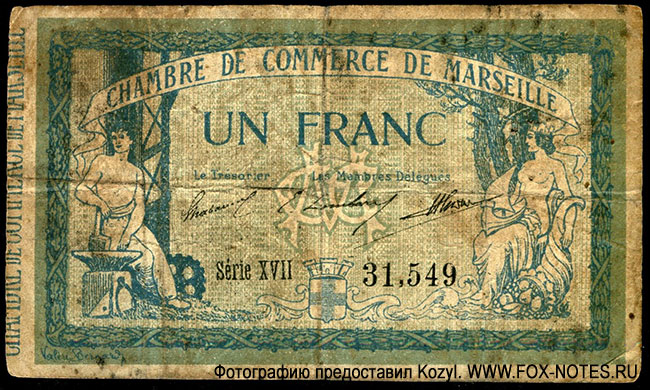 CHAMBRE DE COMMERCE DE MARSEILLE
CHAMBRE DE COMMERCE DE MARSEILLE
UN FRANC
Le Tresorier Les Membres Délégués
Série XVII 31,549
Фотографию предоставил Kozyl. WWW.FOX-NOTES.RU